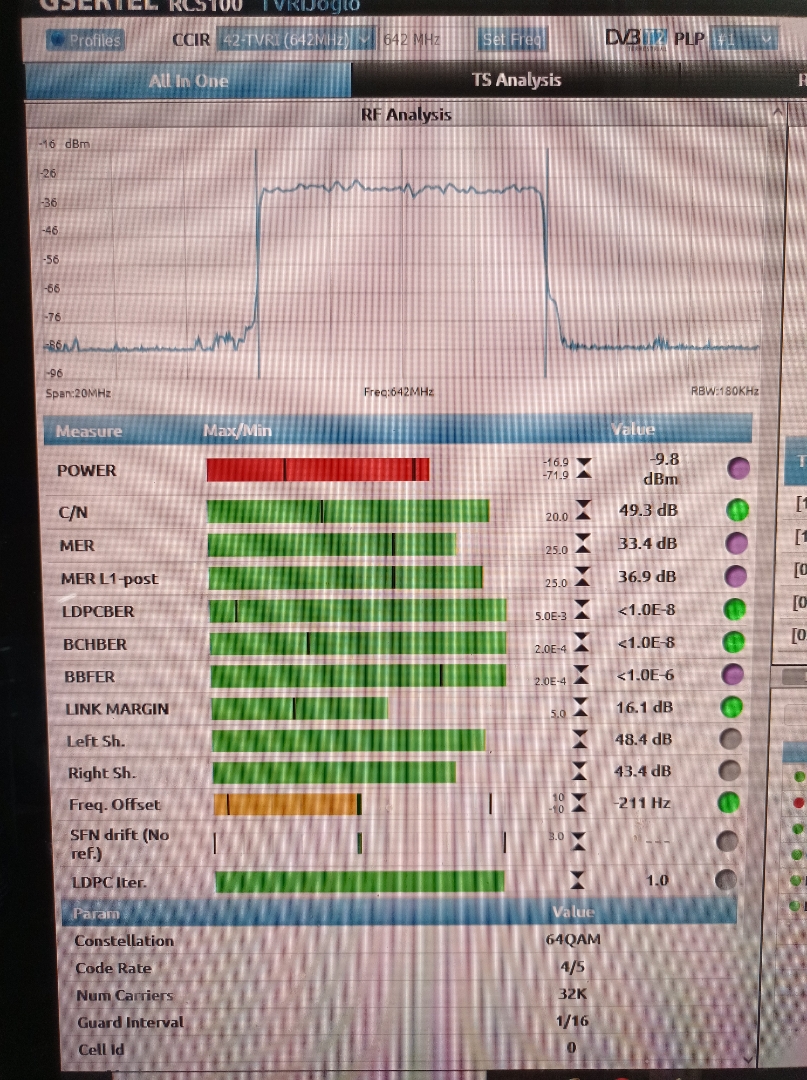 GSERTEL RCS100 TVRIJoglo
Profiles CCIR 42-TVR1 (642MHz) 642 MHz Set Freq DVB T2 PLP #1
All In One TS Analysis
RF Analysis
-16 dBm
-26
-36
-46
-56
-66
-76
-86
-96
Span:20MHz Freq:642MHz RBW:180KHz
Measure Max/Min Value
POWER -16.9 -71.9 -9.8 dBm
C/N 20.0 49.3 dB
MER 25.0 33.4 dB
MER L1-post 25.0 36.9 dB
LDPCBER 5.0E-3 <1.0E-8
BCHBER 2.0E-4 <1.0E-8
BBFER 2.0E-4 <1.0E-6
LINK MARGIN 5.0 16.1 dB
Left Sh. 48.4 dB
Right Sh. 43.4 dB
Freq. Offset 10 -10 -211 Hz
SFN drift (No ref.) 3.0 ---
LDPC Iter. 1.0
Param Value
Constellation 64QAM
Code Rate 4/5
Num Carriers 32K
Guard Interval 1/16
Cell Id 0